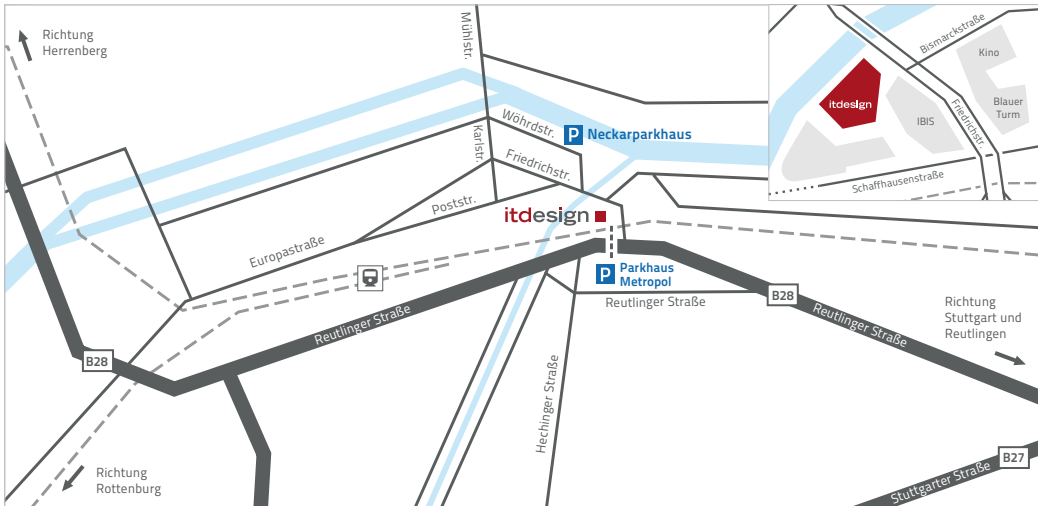 Richtung
Herrenberg
Mühlstr.
Karlstr.
Wöhrdstr.
P Neckarparkhaus
Friedrichstr.
Poststr.
Europastraße
itdesign
P Parkhaus
Metropol
Reutlinger Straße
Reutlinger Straße
B28
Reutlinger Straße
Richtung
Stuttgart und
Reutlingen
B28
Hechinger Straße
Richtung
Rottenburg
Stuttgarter Straße
B27
Bismarckstraße
Kino
itdesign
IBIS
Blauer
Turm
Friedrichstr.
Schaffhausenstraße